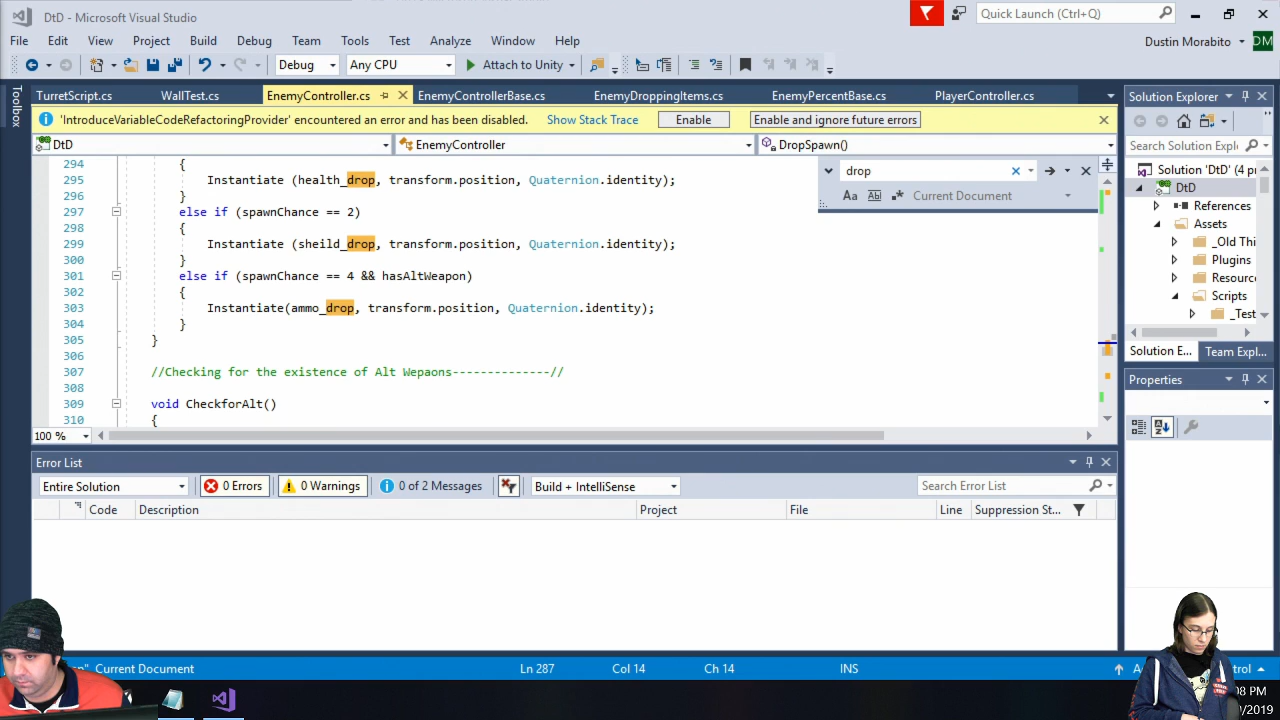 DtD - Microsoft Visual Studio
Quick Launch (Ctrl+Q)
File Edit View Project Build Debug Team Tools Test Analyze Window Help
Dustin Morabito DM
Debug Any CPU Attach to Unity
Toolbox
TurretScript.cs WallTest.cs EnemyController.cs EnemyControllerBase.cs EnemyDroppingItems.cs EnemyPercentBase.cs PlayerController.cs
'IntroduceVariableCodeRefactoringProvider' encountered an error and has been disabled. Show Stack Trace Enable Enable and ignore future errors
DtD EnemyController DropSpawn()
drop
Aa Ab Current Document
294 {
295 Instantiate (health_drop, transform.position, Quaternion.identity);
296 }
297 else if (spawnChance == 2)
298 {
299 Instantiate (sheild_drop, transform.position, Quaternion.identity);
300 }
301 else if (spawnChance == 4 && hasAltWeapon)
302 {
303 Instantiate(ammo_drop, transform.position, Quaternion.identity);
304 }
305 }
306
307 //Checking for the existence of Alt Wepaons--------------//
308
309 void CheckforAlt()
310 {
100 %
Solution Explorer
Search Solution Expl
Solution 'DtD' (4 pr
DtD
References
Assets
_Old Thi
Plugins
Resourc
Scripts
_Test
Solution E... Team Expl...
Properties
Error List
Entire Solution 0 Errors 0 Warnings 0 of 2 Messages Build + IntelliSense Search Error List
Code Description Project File Line Suppression St...
Current Document Ln 287 Col 14 Ch 14 INS
08 PM
/2019